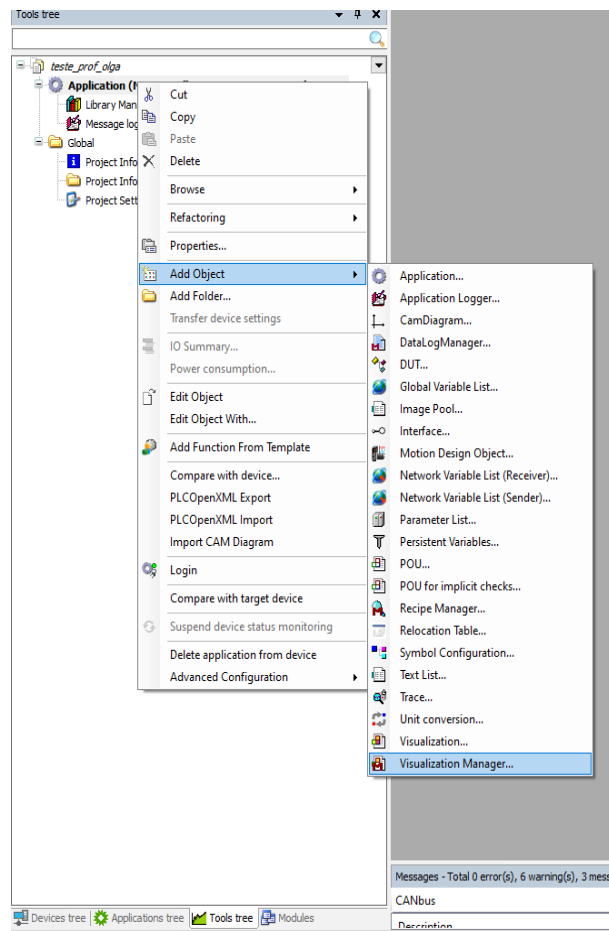 Tools tree
teste_prof_olga
Application
Library Man
Message log
Global
Project Info
Project Info
Project Sett
Cut
Copy
Paste
Delete
Browse
Refactoring
Properties...
Add Object
Add Folder...
Transfer device settings
IO Summary...
Power consumption...
Edit Object
Edit Object With...
Add Function From Template
Compare with device...
PLCOpenXML Export
PLCOpenXML Import
Import CAM Diagram
Login
Compare with target device
Suspend device status monitoring
Delete application from device
Advanced Configuration
Application...
Application Logger...
CamDiagram...
DataLogManager...
DUT...
Global Variable List...
Image Pool...
Interface...
Motion Design Object...
Network Variable List (Receiver)...
Network Variable List (Sender)...
Parameter List...
Persistent Variables...
POU...
POU for implicit checks...
Recipe Manager...
Relocation Table...
Symbol Configuration...
Text List...
Trace...
Unit conversion...
Visualization...
Visualization Manager...
Messages - Total 0 error(s), 6 warning(s), 3 mess
CANbus
Description
Devices tree Applications tree Tools tree Modules